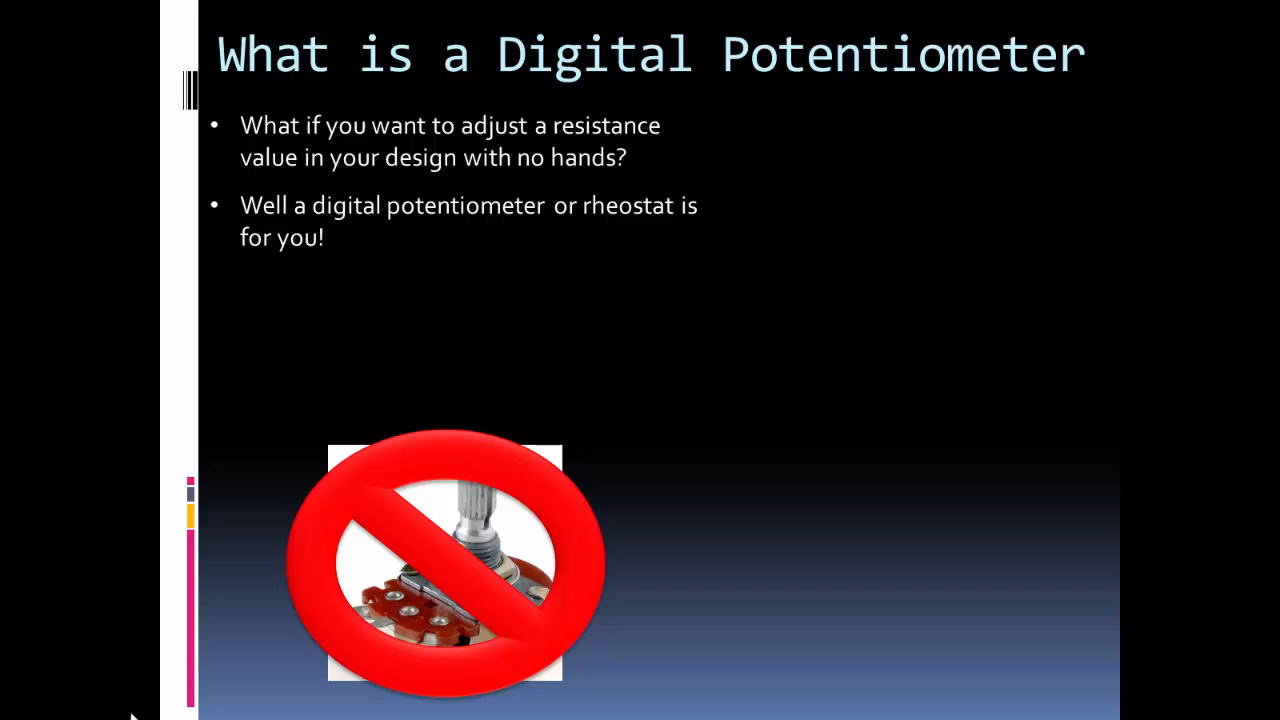 What is a Digital Potentiometer
• What if you want to adjust a resistance
value in your design with no hands?
• Well a digital potentiometer or rheostat is
for you!